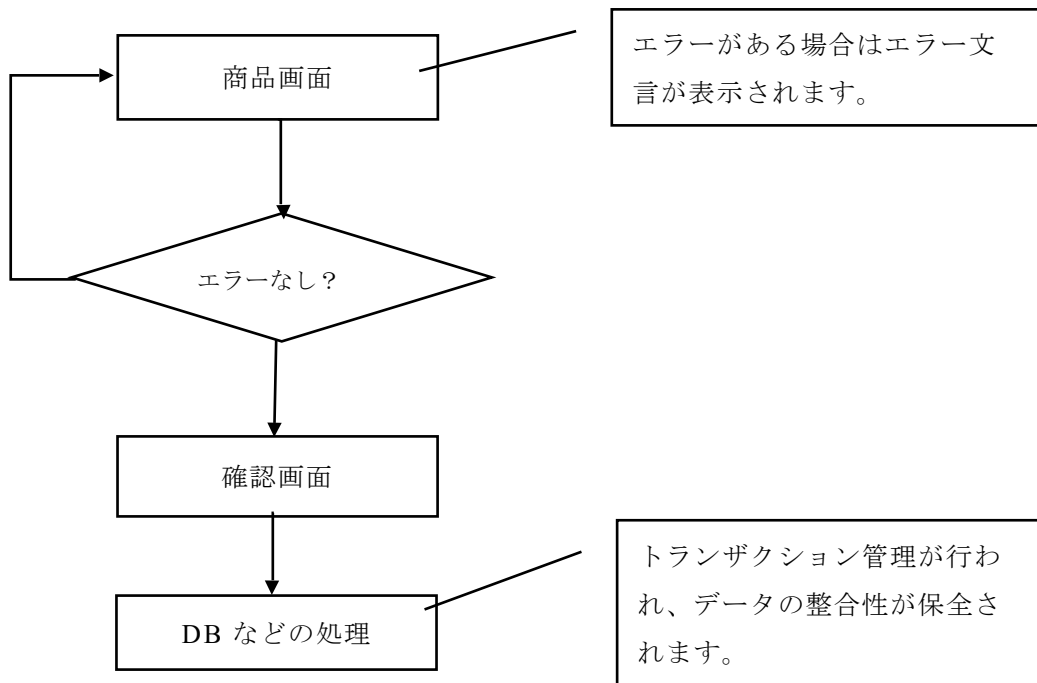 商品画面
エラーがある場合はエラー文
言が表示されます。
エラーなし？
確認画面
DB などの処理
トランザクション管理が行わ
れ、データの整合性が保全さ
れます。